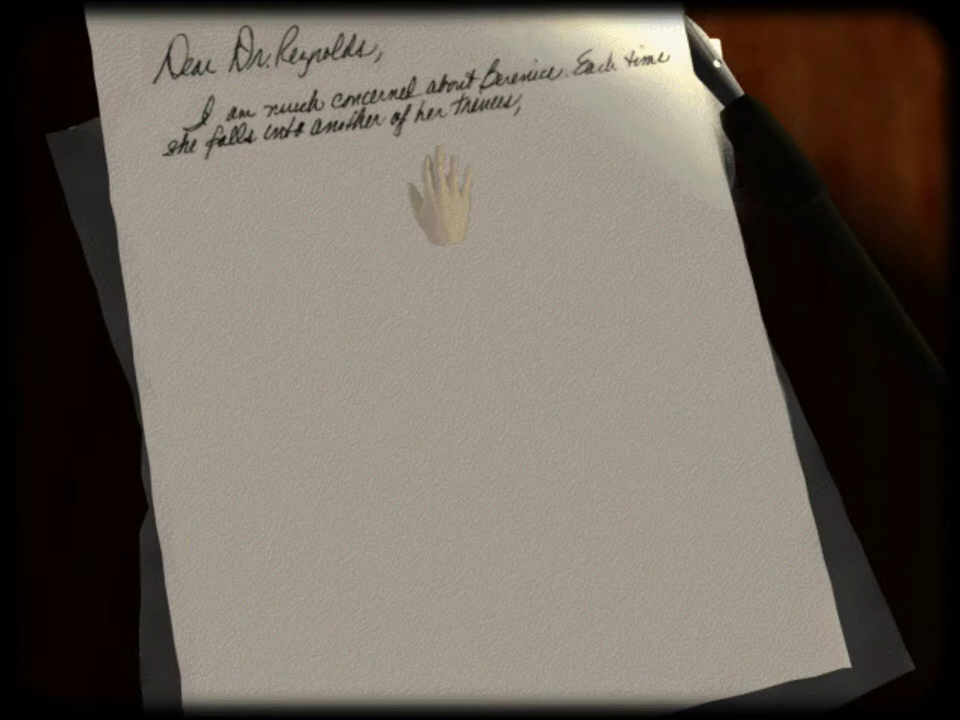 Dear Dr. Reynolds,
I am much concerned about Berenice. Each time
she falls into another of her trances,